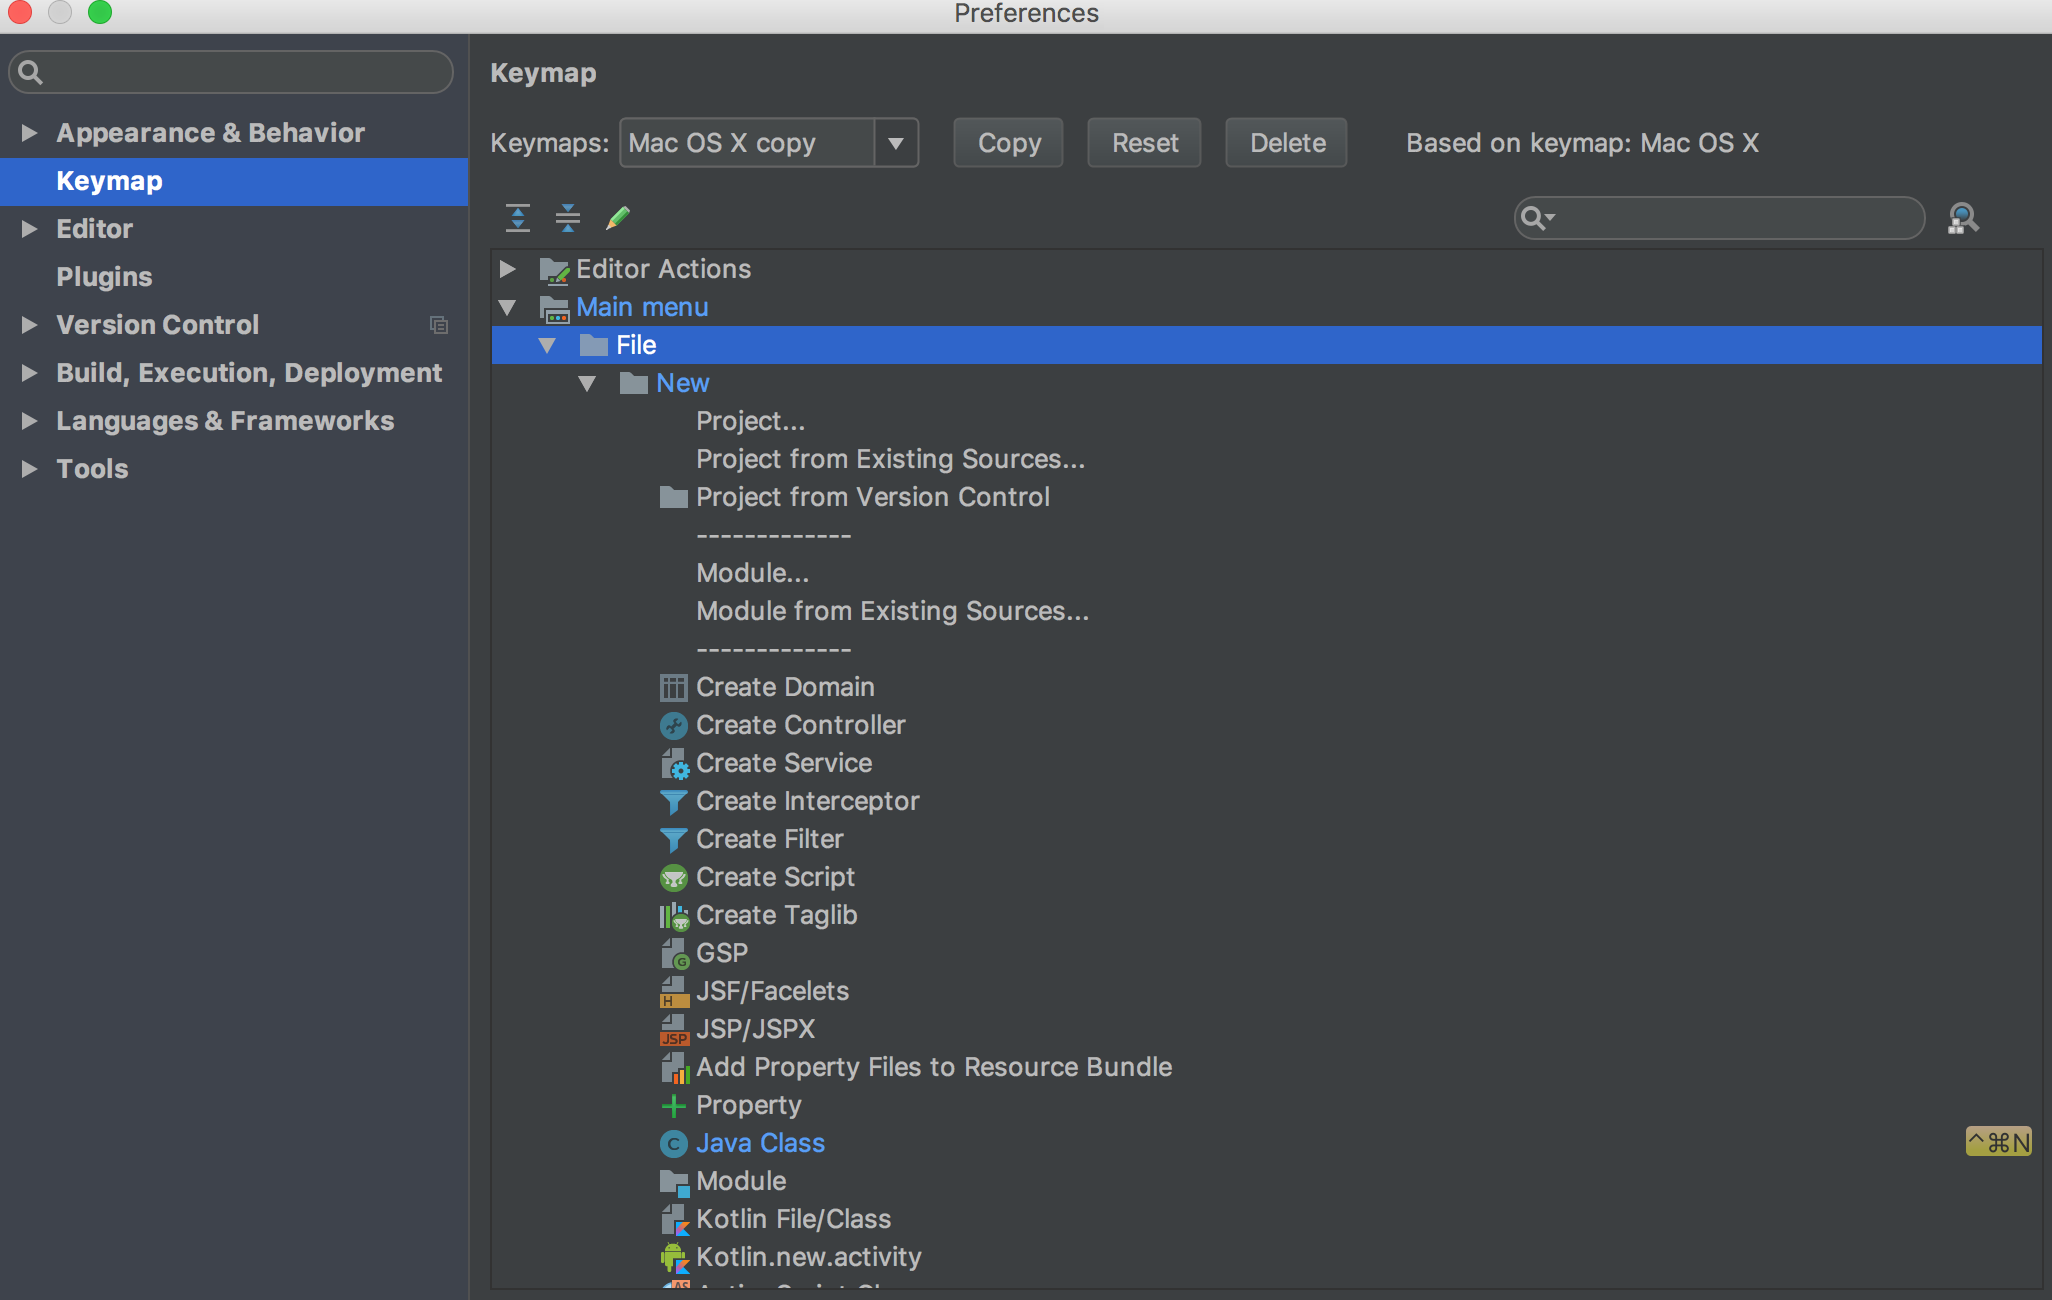 Preferences
Appearance & Behavior
Keymap
Editor
Plugins
Version Control
Build, Execution, Deployment
Languages & Frameworks
Tools
Keymap
Keymaps: Mac OS X copy Copy Reset Delete Based on keymap: Mac OS X
Editor Actions
Main menu
File
New
Project...
Project from Existing Sources...
Project from Version Control
-------------
Module...
Module from Existing Sources...
-------------
Create Domain
Create Controller
Create Service
Create Interceptor
Create Filter
Create Script
Create Taglib
G GSP
H JSF/Facelets
JSP JSP/JSPX
Add Property Files to Resource Bundle
Property
C Java Class ^⌘N
Module
Kotlin File/Class
Kotlin.new.activity
AS